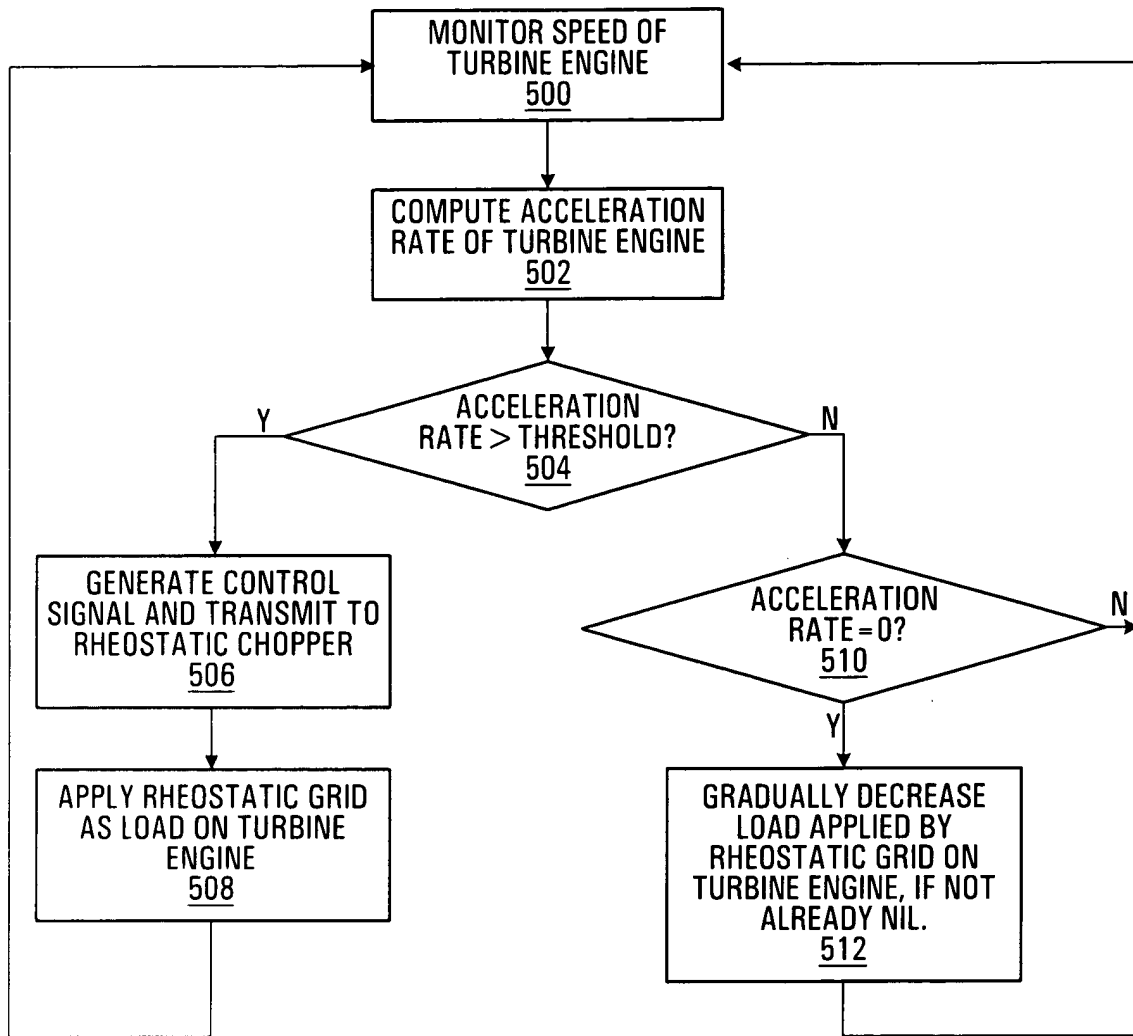 MONITOR SPEED OF
TURBINE ENGINE
500
COMPUTE ACCELERATION
RATE OF TURBINE ENGINE
502
ACCELERATION
RATE > THRESHOLD?
504
Y
N
GENERATE CONTROL
SIGNAL AND TRANSMIT TO
RHEOSTATIC CHOPPER
506
APPLY RHEOSTATIC GRID
AS LOAD ON TURBINE
ENGINE
508
ACCELERATION
RATE = 0?
510
N
Y
GRADUALLY DECREASE
LOAD APPLIED BY
RHEOSTATIC GRID ON
TURBINE ENGINE, IF NOT
ALREADY NIL.
512